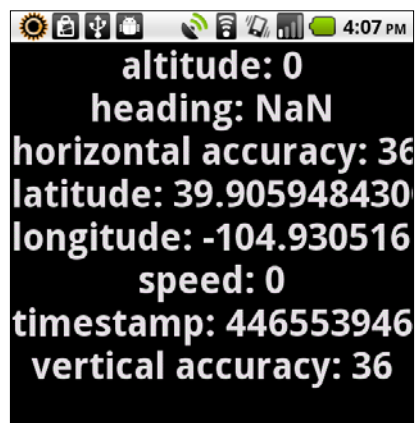 4:07 PM
altitude: 0
heading: NaN
horizontal accuracy: 36
latitude: 39.905948430
longitude: -104.930516
speed: 0
timestamp: 446553946
vertical accuracy: 36